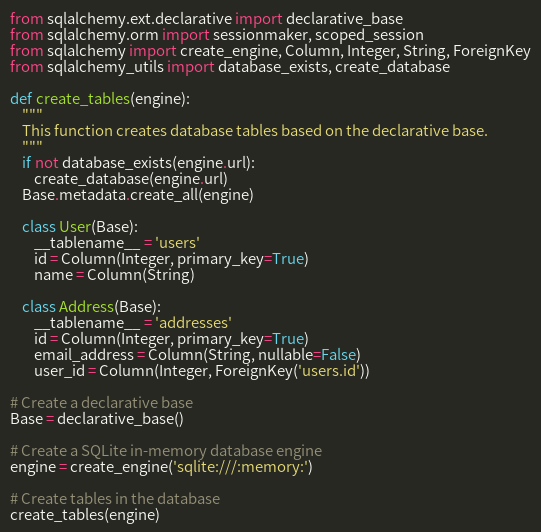 from sqlalchemy.ext.declarative import declarative_base
from sqlalchemy.orm import sessionmaker, scoped_session
from sqlalchemy import create_engine, Column, Integer, String, ForeignKey
from sqlalchemy_utils import database_exists, create_database

def create_tables(engine):
    """
    This function creates database tables based on the declarative base.
    """
    if not database_exists(engine.url):
        create_database(engine.url)
    Base.metadata.create_all(engine)

    class User(Base):
        __tablename__ = 'users'
        id = Column(Integer, primary_key=True)
        name = Column(String)

    class Address(Base):
        __tablename__ = 'addresses'
        id = Column(Integer, primary_key=True)
        email_address = Column(String, nullable=False)
        user_id = Column(Integer, ForeignKey('users.id'))

# Create a declarative base
Base = declarative_base()

# Create a SQLite in-memory database engine
engine = create_engine('sqlite:///:memory:')

# Create tables in the database
create_tables(engine)